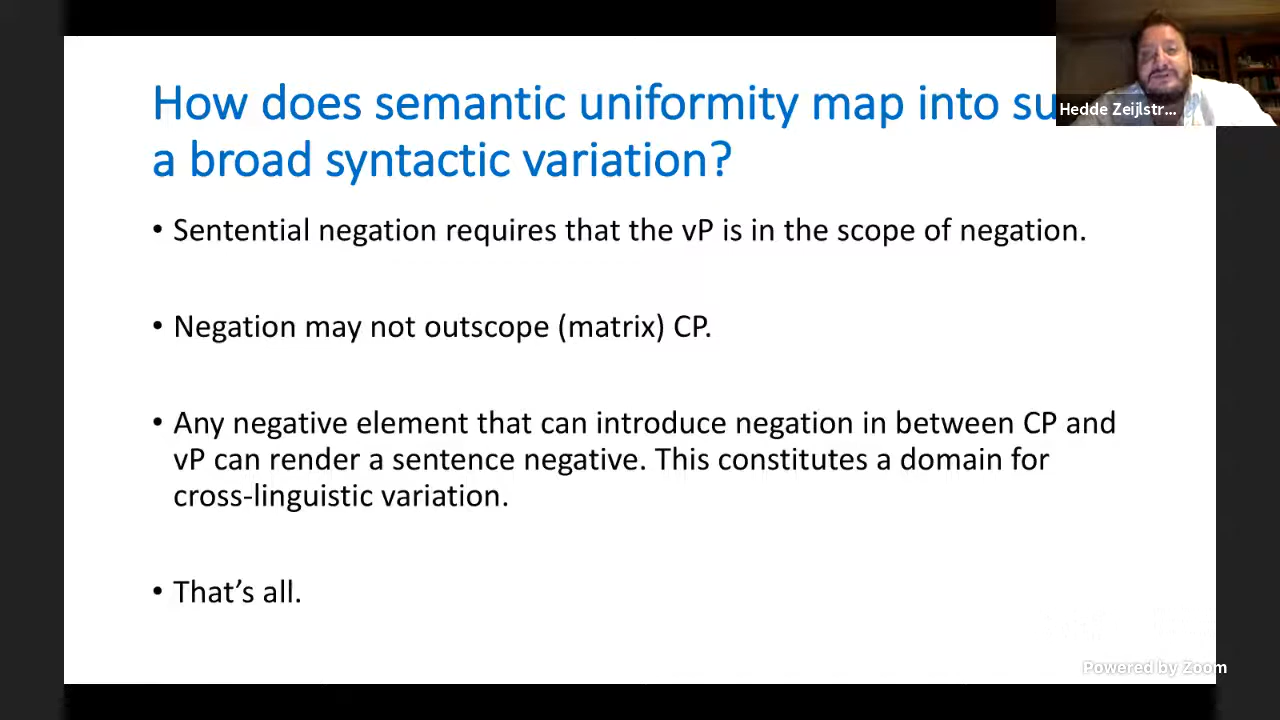 How does semantic uniformity map into su
a broad syntactic variation?
Hedde Zeijlstr...
• Sentential negation requires that the vP is in the scope of negation.
• Negation may not outscope (matrix) CP.
• Any negative element that can introduce negation in between CP and
vP can render a sentence negative. This constitutes a domain for
cross-linguistic variation.
• That’s all.
Powered by Zoom